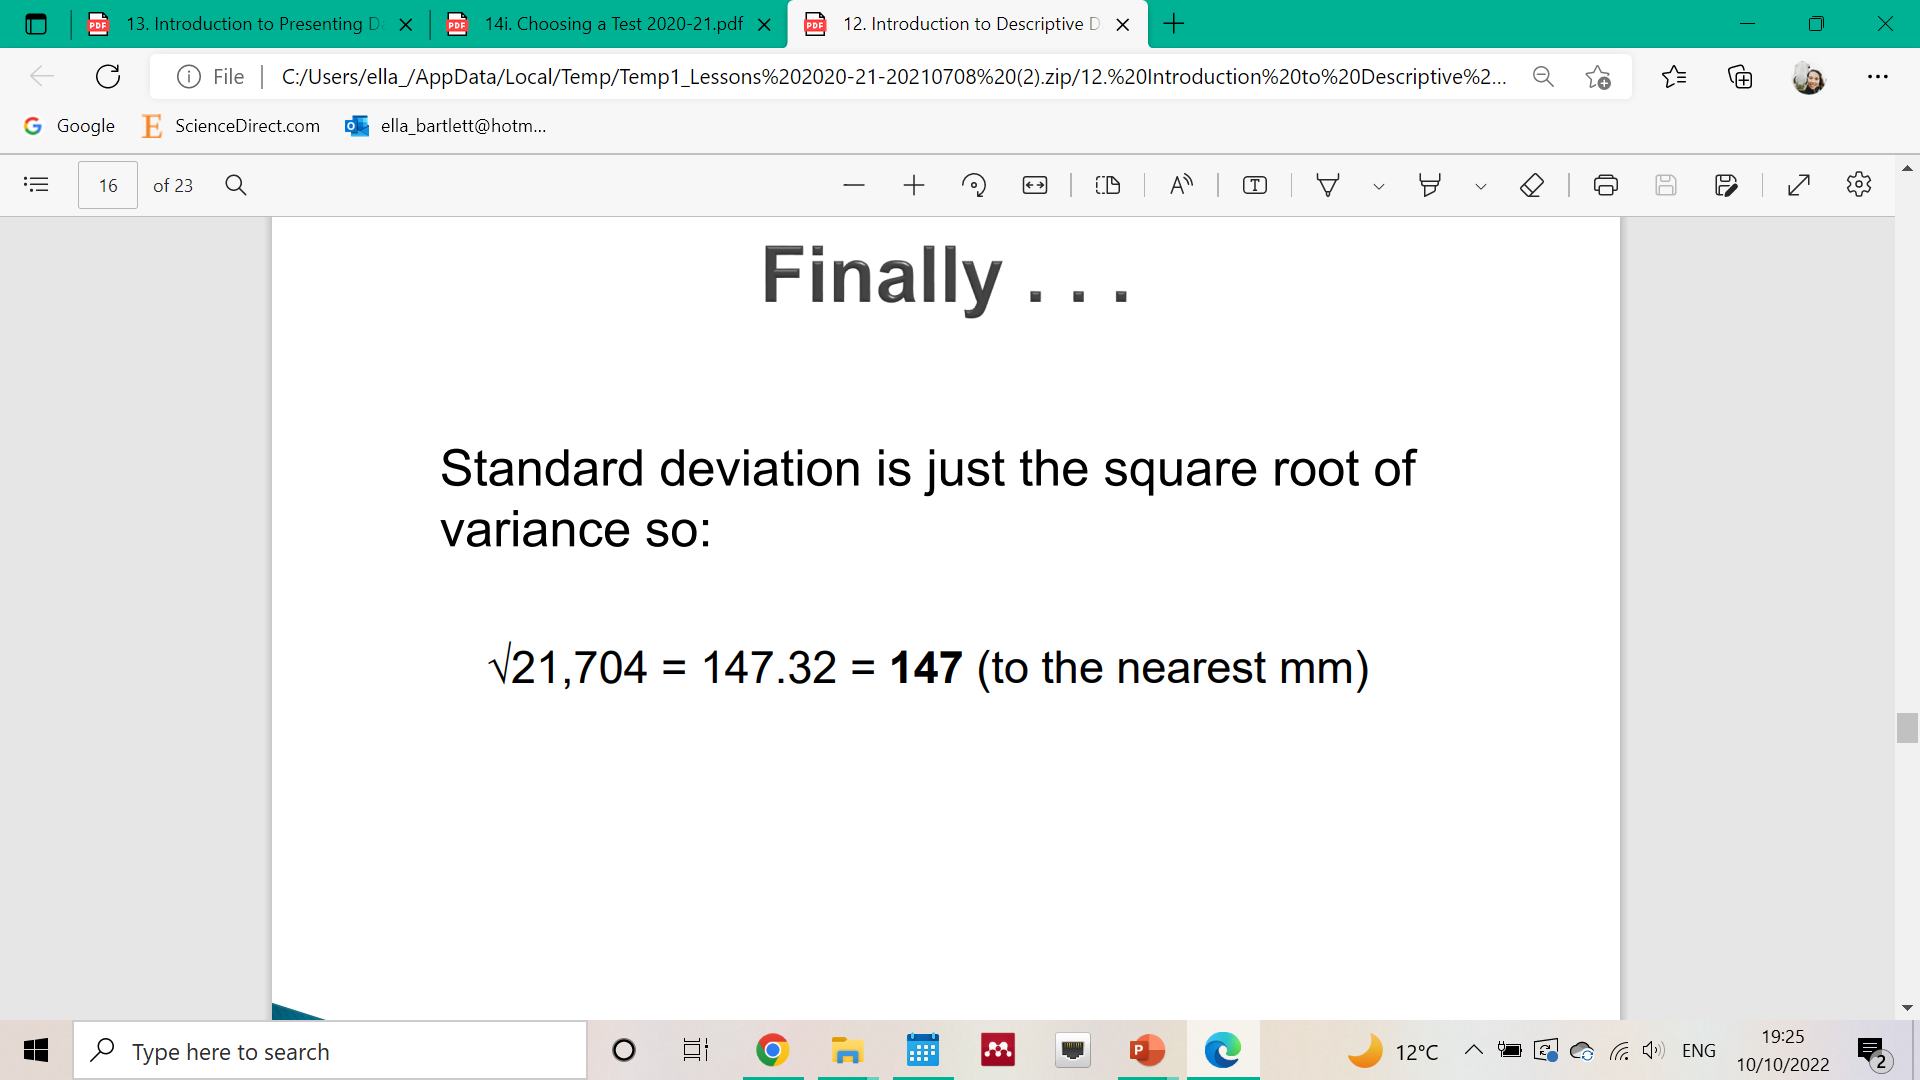 13. Introduction to Presenting Da
14i. Choosing a Test 2020-21.pdf
12. Introduction to Descriptive D
File
C:/Users/ella_/AppData/Local/Temp/Temp1_Lessons%202020-21-20210708%20(2).zip/12.%20Introduction%20to%20Descriptive%2...
Google
ScienceDirect.com
ella_bartlett@hotm...
16 of 23
Finally . . .
Standard deviation is just the square root of
variance so:
√21,704 = 147.32 = 147 (to the nearest mm)
Type here to search
12°C
ENG
19:25
10/10/2022
2